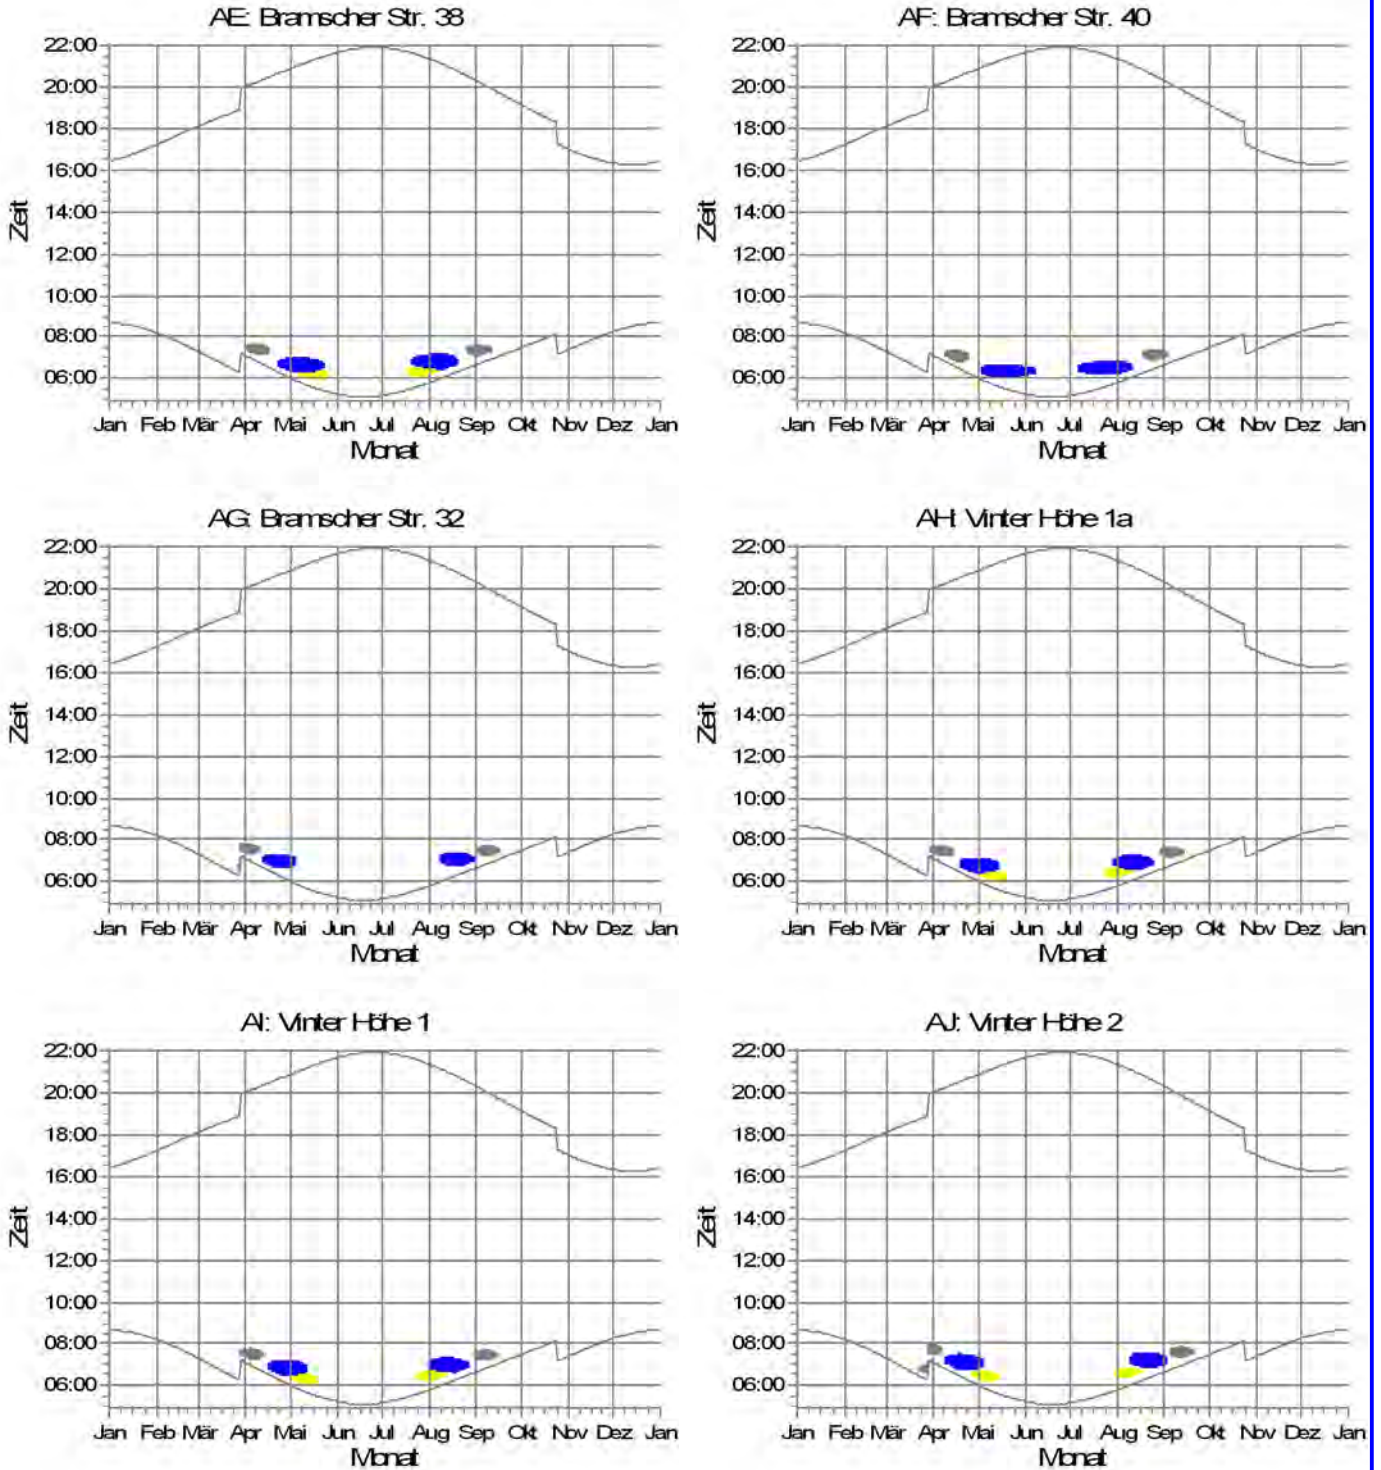 AE: Bramscher Str. 38
AF: Bramscher Str. 40
22:00
20:00
18:00
16:00
14:00
12:00
10:00
08:00
06:00
Zeit
Jan Feb Mär Apr Mai Jun Jul Aug Sep Okt Nov Dez Jan
Monat
22:00
20:00
18:00
16:00
14:00
12:00
10:00
08:00
06:00
Zeit
Jan Feb Mär Apr Mai Jun Jul Aug Sep Okt Nov Dez Jan
Monat
AG: Bramscher Str. 32
AH: Vinter Höhe 1a
22:00
20:00
18:00
16:00
14:00
12:00
10:00
08:00
06:00
Zeit
Jan Feb Mär Apr Mai Jun Jul Aug Sep Okt Nov Dez Jan
Monat
22:00
20:00
18:00
16:00
14:00
12:00
10:00
08:00
06:00
Zeit
Jan Feb Mär Apr Mai Jun Jul Aug Sep Okt Nov Dez Jan
Monat
AI: Vinter Höhe 1
AJ: Vinter Höhe 2
22:00
20:00
18:00
16:00
14:00
12:00
10:00
08:00
06:00
Zeit
Jan Feb Mär Apr Mai Jun Jul Aug Sep Okt Nov Dez Jan
Monat
22:00
20:00
18:00
16:00
14:00
12:00
10:00
08:00
06:00
Zeit
Jan Feb Mär Apr Mai Jun Jul Aug Sep Okt Nov Dez Jan
Monat